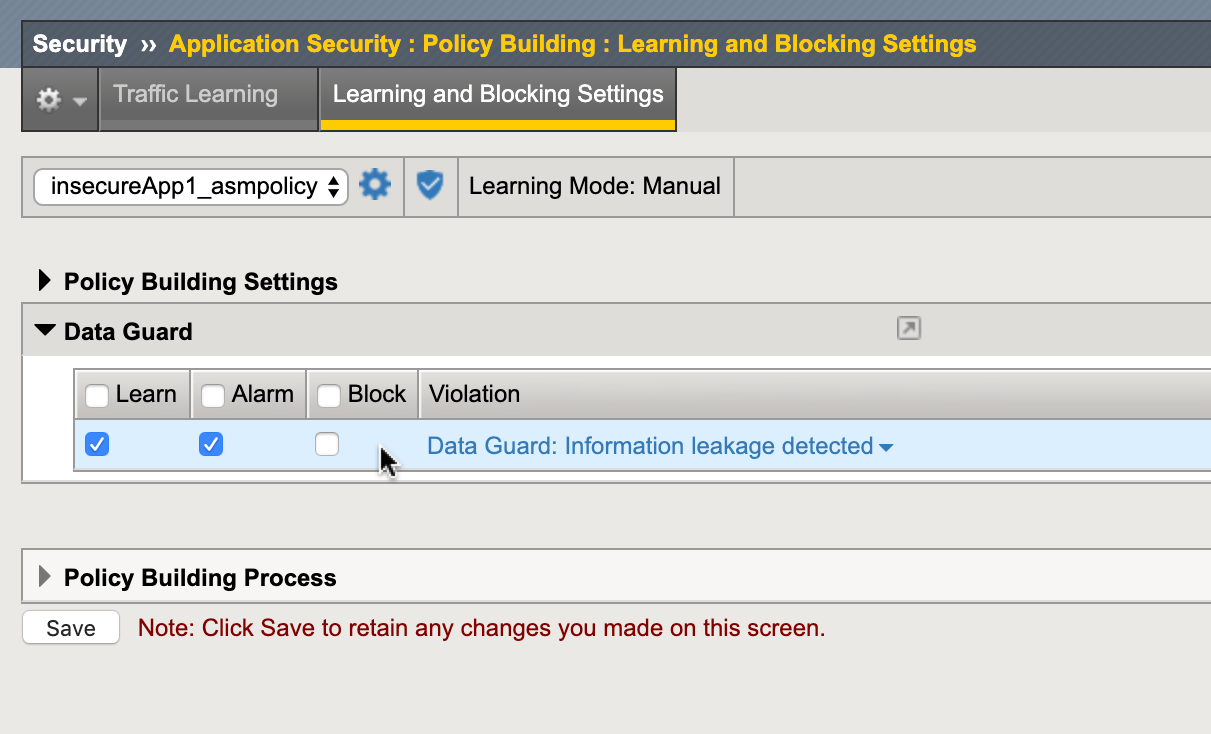 Security ›› Application Security : Policy Building : Learning and Blocking Settings
Traffic Learning Learning and Blocking Settings
insecureApp1_asmpolicy Learning Mode: Manual
Policy Building Settings
Data Guard
Learn Alarm Block Violation
Data Guard: Information leakage detected
Policy Building Process
Save Note: Click Save to retain any changes you made on this screen.